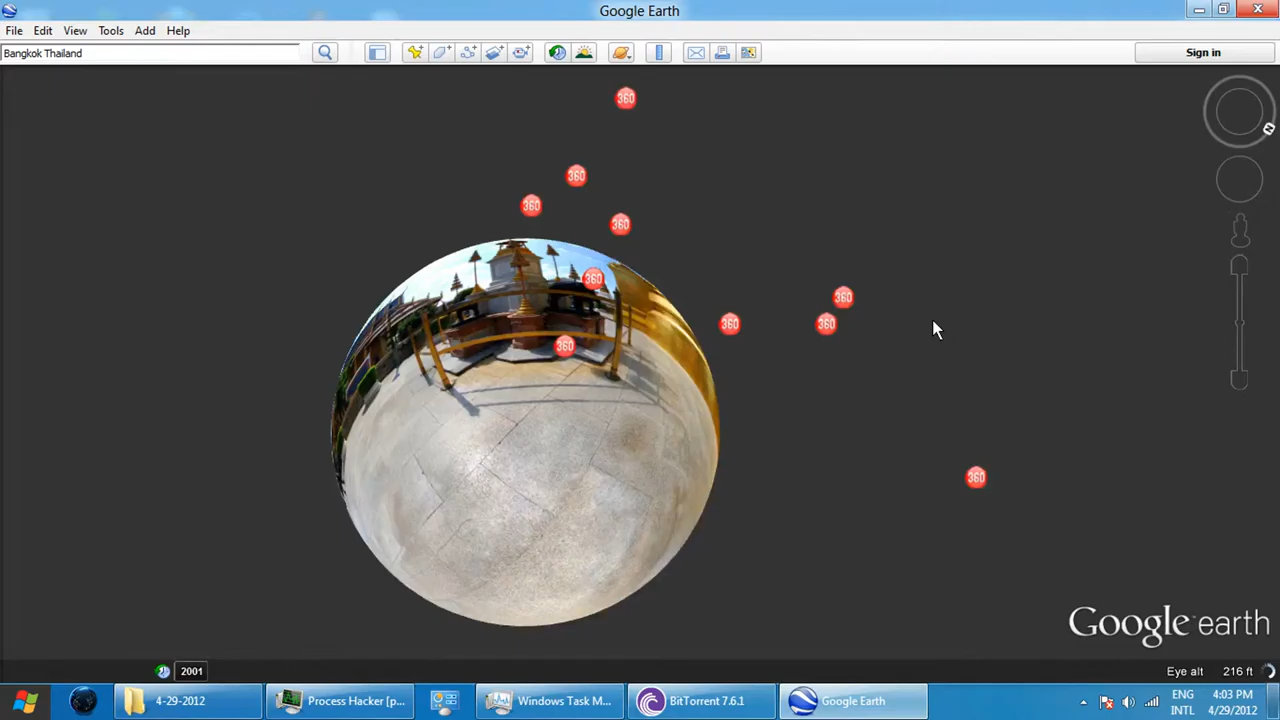 Google Earth
File Edit View Tools Add Help
Bangkok Thailand
Sign in
360
360
360
360
360
360
360
360
360
360
N
Google earth
2001
Eye alt 216 ft
4-29-2012
Process Hacker [p...
Windows Task M...
BitTorrent 7.6.1
Google Earth
ENG
INTL
4:03 PM
4/29/2012